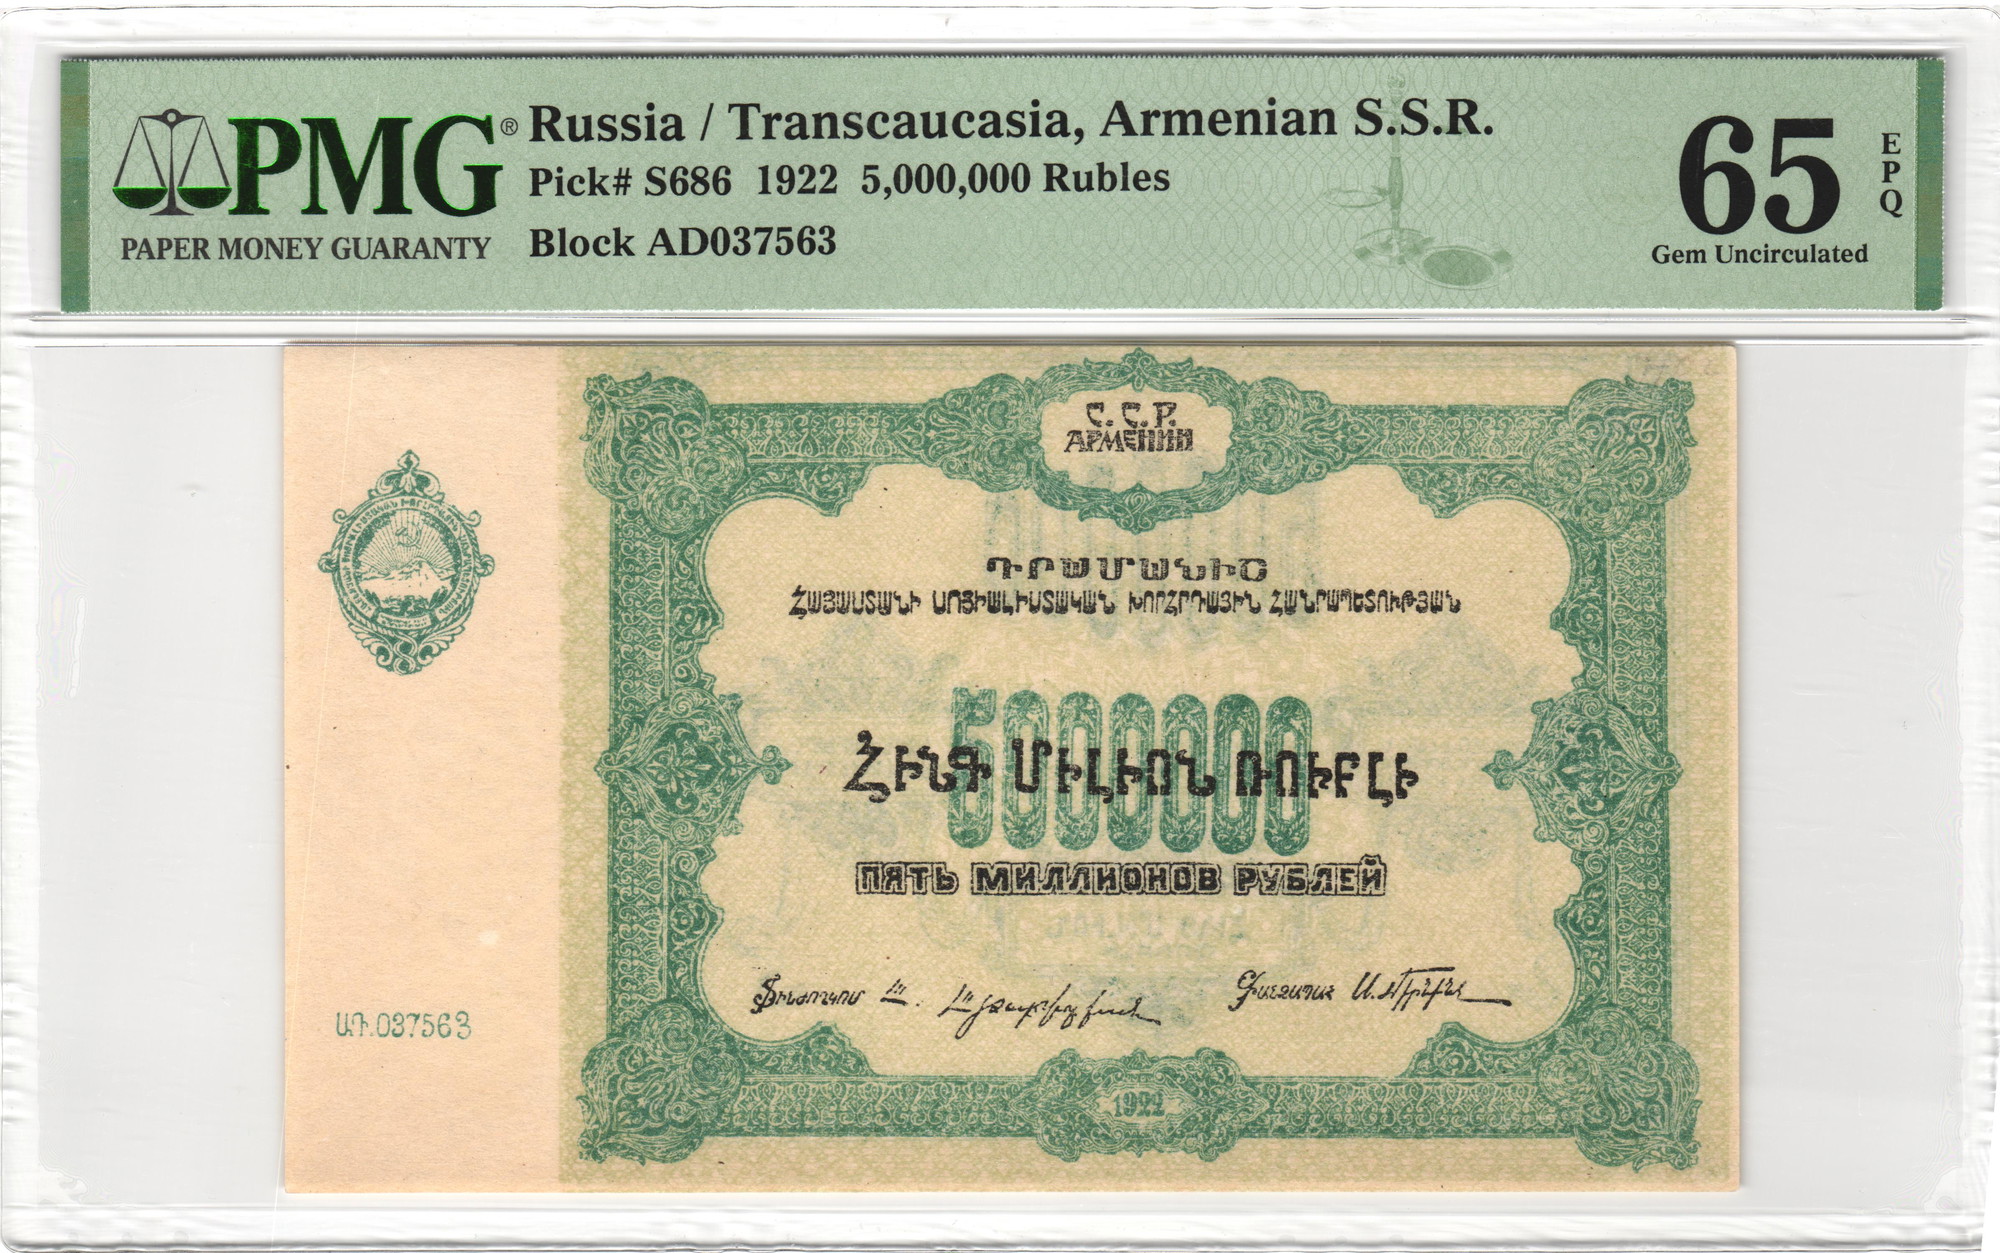 PMG®
PAPER MONEY GUARANTY
Russia / Transcaucasia, Armenian S.S.R.
Pick# S686 1922 5,000,000 Rubles
Block AD037563
65
EPQ
Gem Uncirculated
С. С. Р.
АРМЕНИИ
ԴՐԱՄԱՆԻՇ
ՀԱՅԱՍՏԱՆԻ ՍՈՑԻԱԼԻՍՏԱԿԱՆ ԽՈՐՀՐԴԱՅԻՆ ՀԱՆՐԱՊԵՏՈՒԹՅԱՆ
5000000
ՀԻՆԳ ՄԻԼԻՈՆ ՌՈՒԲԼԻ
ПЯТЬ МИЛЛИОНОВ РУБЛЕЙ
ԱԴ.037563
1922